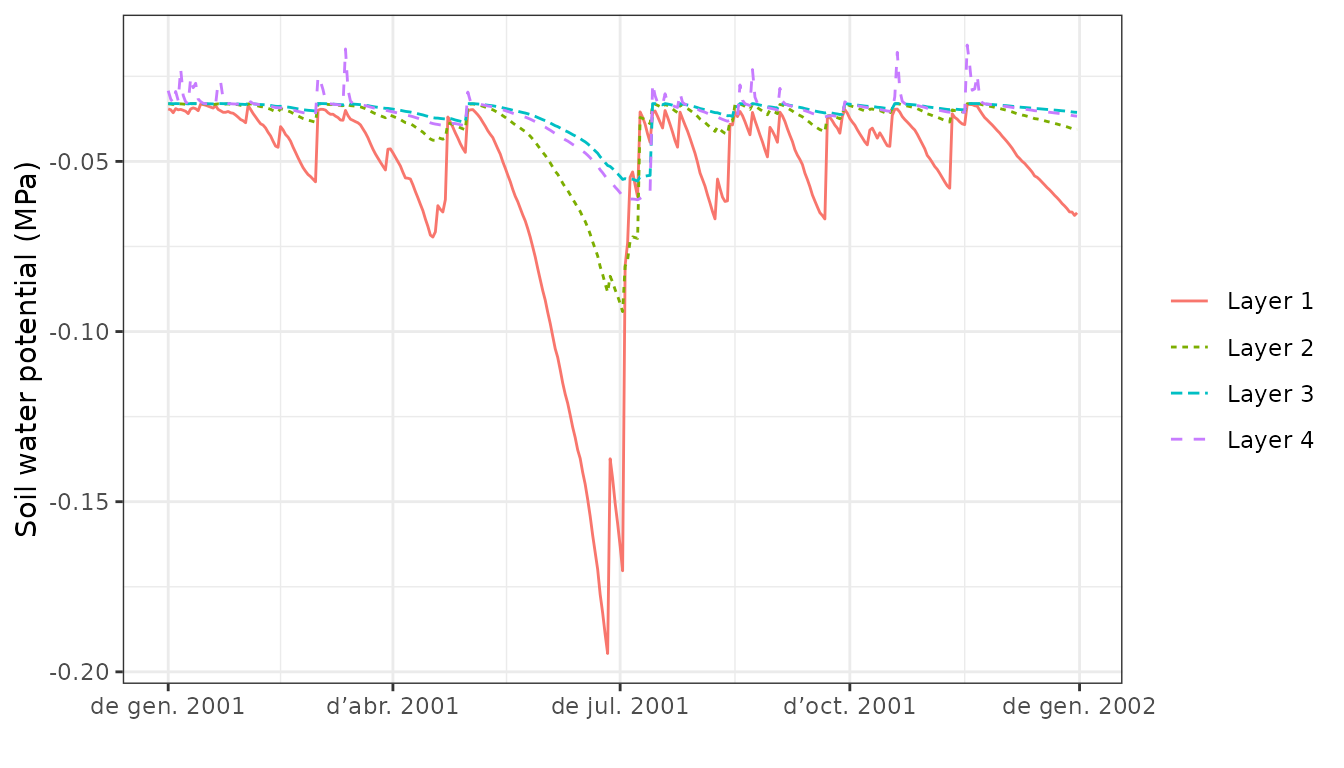 Soil water potential (MPa)
-0.05
-0.10
-0.15
-0.20
de gen. 2001
d’abr. 2001
de jul. 2001
d’oct. 2001
de gen. 2002
Layer 1
Layer 2
Layer 3
Layer 4